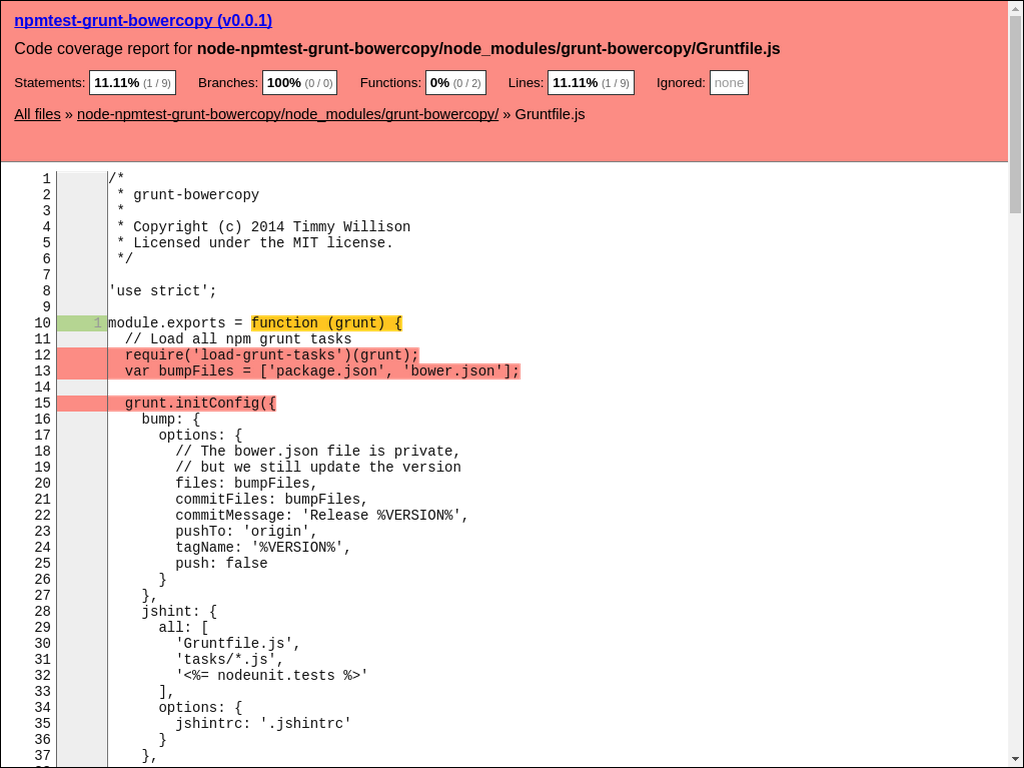 npmtest-grunt-bowercopy (v0.0.1)
Code coverage report for node-npmtest-grunt-bowercopy/node_modules/grunt-bowercopy/Gruntfile.js
Statements: 11.11% (1 / 9) Branches: 100% (0 / 0) Functions: 0% (0 / 2) Lines: 11.11% (1 / 9) Ignored: none
All files » node-npmtest-grunt-bowercopy/node_modules/grunt-bowercopy/ » Gruntfile.js
1 /*
2  * grunt-bowercopy
3  *
4  * Copyright (c) 2014 Timmy Willison
5  * Licensed under the MIT license.
6  */
7
8 'use strict';
9
10 1 module.exports = function (grunt) {
11   // Load all npm grunt tasks
12   require('load-grunt-tasks')(grunt);
13   var bumpFiles = ['package.json', 'bower.json'];
14
15   grunt.initConfig({
16     bump: {
17       options: {
18         // The bower.json file is private,
19         // but we still update the version
20         files: bumpFiles,
21         commitFiles: bumpFiles,
22         commitMessage: 'Release %VERSION%',
23         pushTo: 'origin',
24         tagName: '%VERSION%',
25         push: false
26       }
27     },
28     jshint: {
29       all: [
30         'Gruntfile.js',
31         'tasks/*.js',
32         '<%= nodeunit.tests %>'
33       ],
34       options: {
35         jshintrc: '.jshintrc'
36       }
37     },